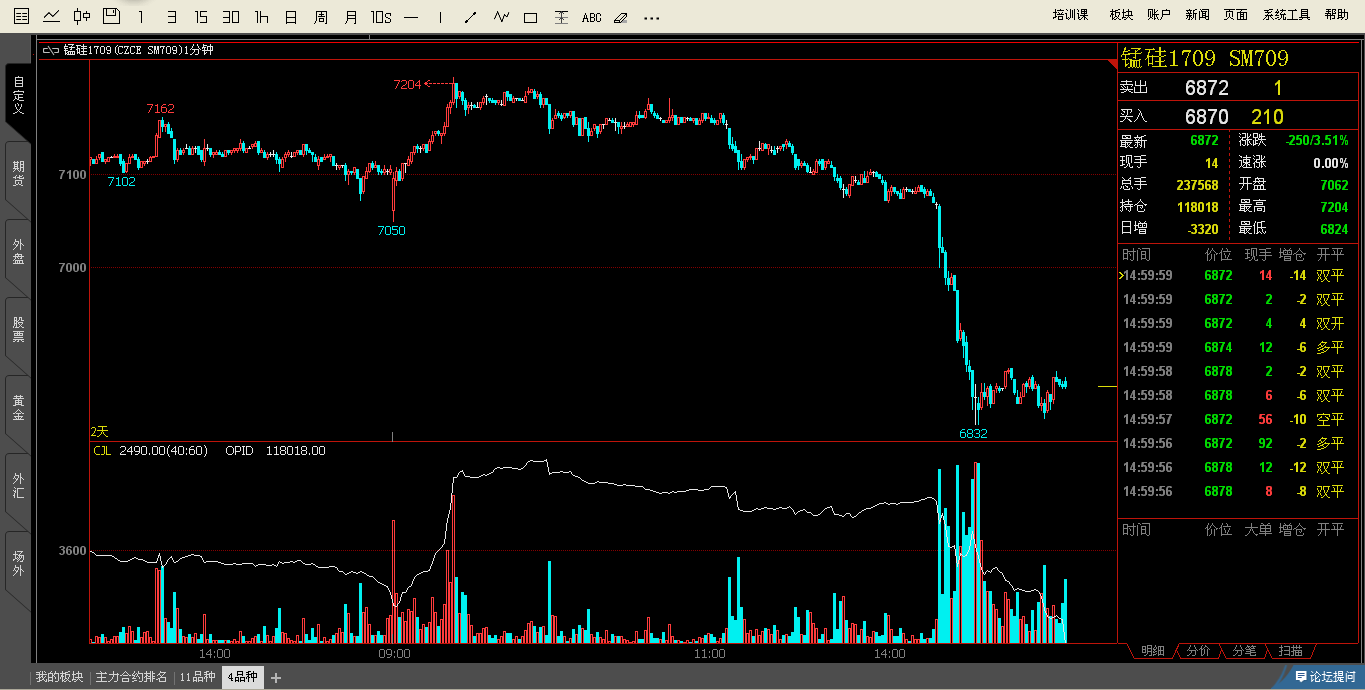 1 3 15 30 1h 日 周 月 10S ABC ... 培训课 板块 账户 新闻 页面 系统工具 帮助
锰硅1709(CZCE SM709)1分钟
自定义
期货
外盘
股票
黄金
外汇
场外
7204
7162
7102
7100
7050
7000
6832
2天
CJL 2490.00(40:60) OPID 118018.00
3600
14:00 09:00 11:00 14:00
锰硅1709 SM709
卖出 6872 1
买入 6870 210
最新 6872 涨跌 -250/3.51%
现手 14 速涨 0.00%
总手 237568 开盘 7062
持仓 118018 最高 7204
日增 -3320 最低 6824
时间 价位 现手 增仓 开平
14:59:59 6872 14 -14 双平
14:59:59 6872 2 -2 双平
14:59:59 6872 4 4 双开
14:59:59 6874 12 -6 多平
14:59:58 6878 2 -2 双平
14:59:58 6878 6 -6 双平
14:59:57 6872 56 -10 空平
14:59:56 6872 92 -2 多平
14:59:56 6878 12 -12 双平
14:59:56 6878 8 -8 双平
时间 价位 大单 增仓 开平
明细 分价 分笔 扫描
我的板块 主力合约排名 11品种 4品种 +
论坛提问